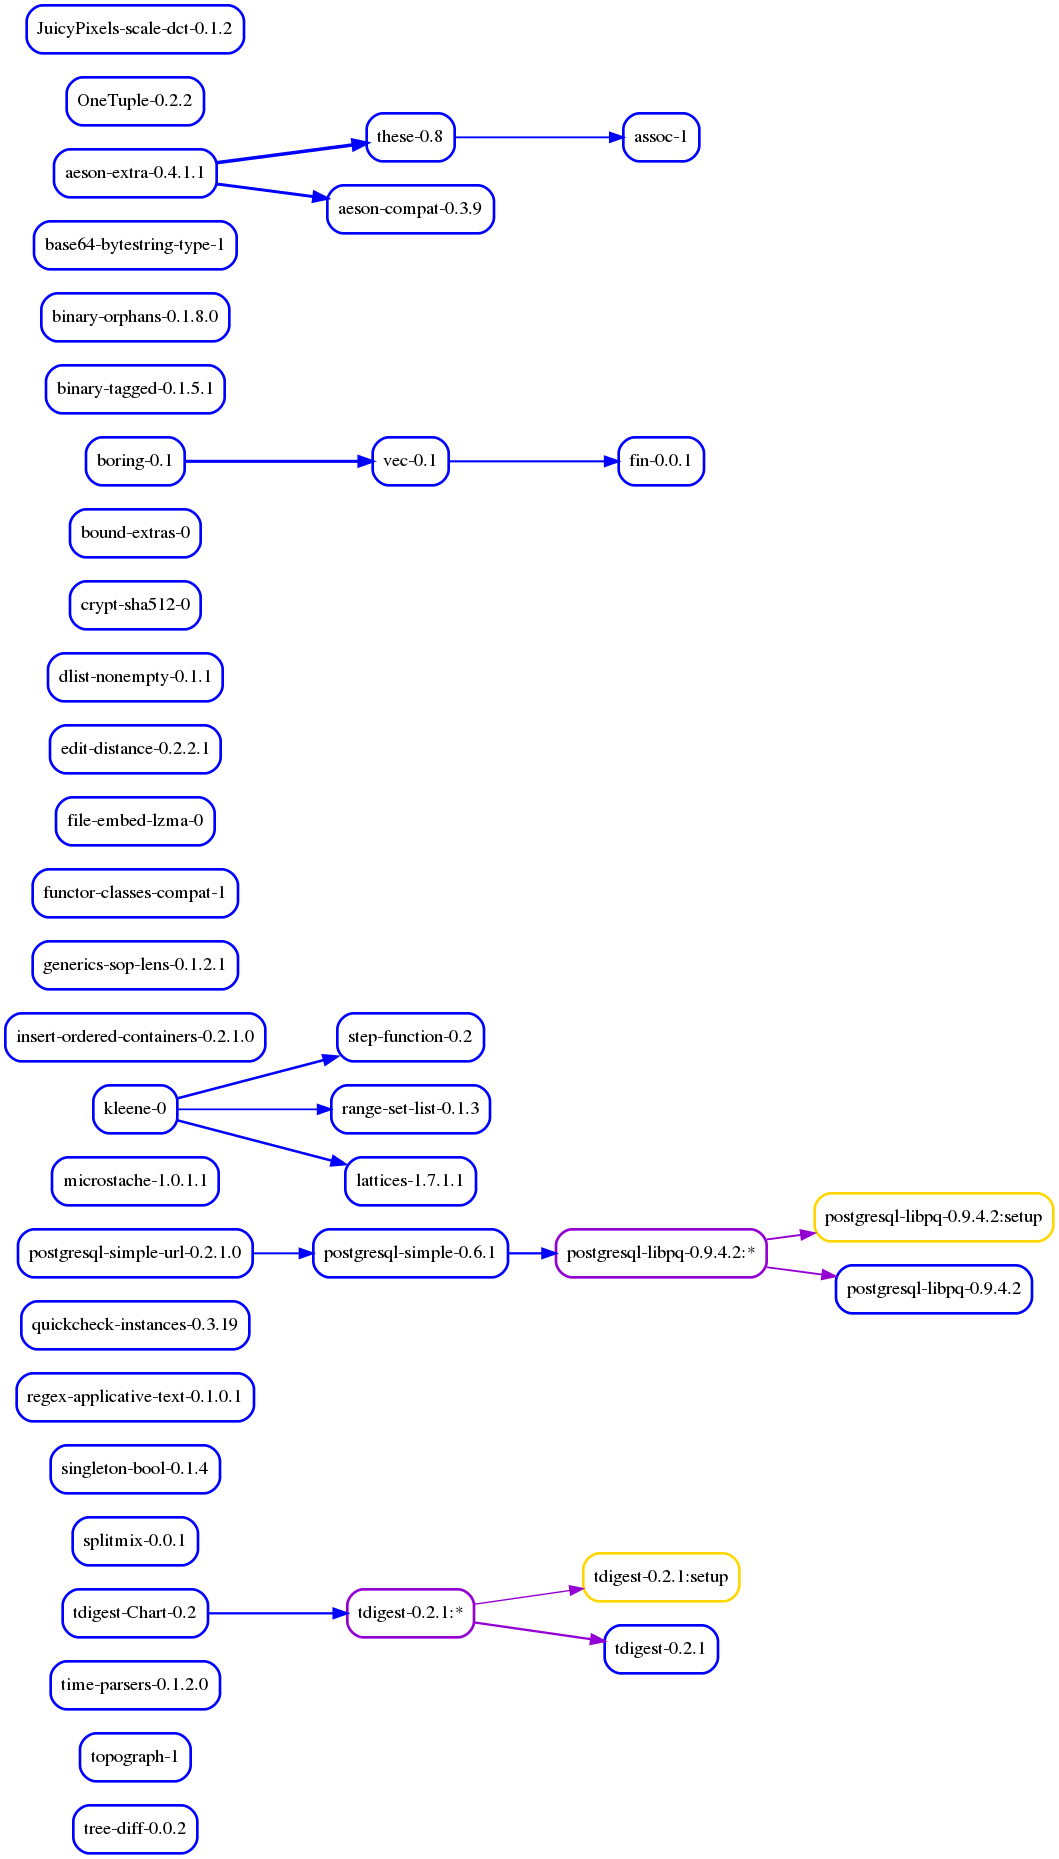 JuicyPixels-scale-dct-0.1.2
OneTuple-0.2.2
these-0.8
assoc-1
aeson-extra-0.4.1.1
aeson-compat-0.3.9
base64-bytestring-type-1
binary-orphans-0.1.8.0
binary-tagged-0.1.5.1
boring-0.1
vec-0.1
fin-0.0.1
bound-extras-0
crypt-sha512-0
dlist-nonempty-0.1.1
edit-distance-0.2.2.1
file-embed-lzma-0
functor-classes-compat-1
generics-sop-lens-0.1.2.1
insert-ordered-containers-0.2.1.0
step-function-0.2
kleene-0
range-set-list-0.1.3
microstache-1.0.1.1
lattices-1.7.1.1
postgresql-libpq-0.9.4.2:setup
postgresql-simple-url-0.2.1.0
postgresql-simple-0.6.1
postgresql-libpq-0.9.4.2:*
postgresql-libpq-0.9.4.2
quickcheck-instances-0.3.19
regex-applicative-text-0.1.0.1
singleton-bool-0.1.4
splitmix-0.0.1
tdigest-0.2.1:setup
tdigest-Chart-0.2
tdigest-0.2.1:*
tdigest-0.2.1
time-parsers-0.1.2.0
topograph-1
tree-diff-0.0.2